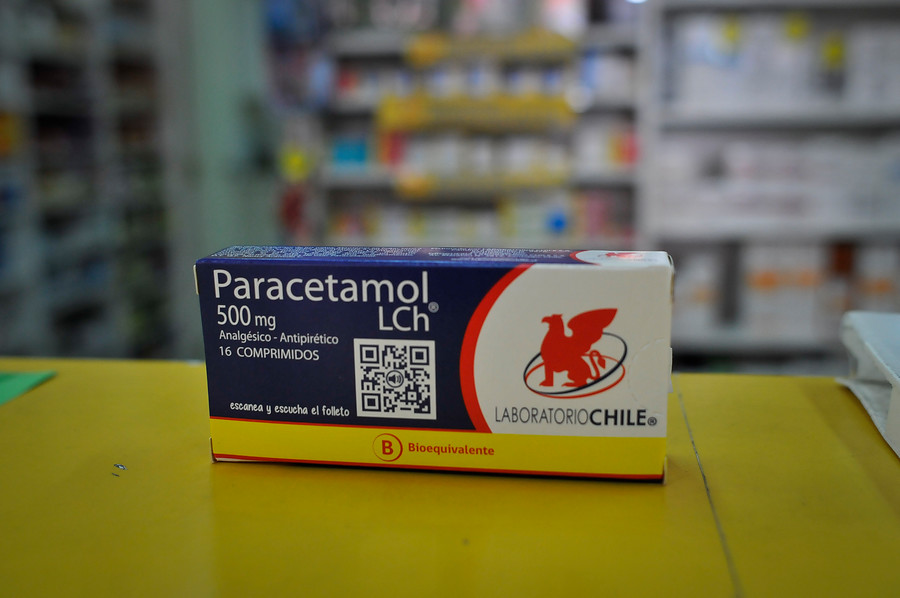 Paracetamol
LCh®
500 mg
Analgésico - Antipirético
16 COMPRIMIDOS
escanea y escucha el folleto
LABORATORIOCHILE®
B Bioequivalente